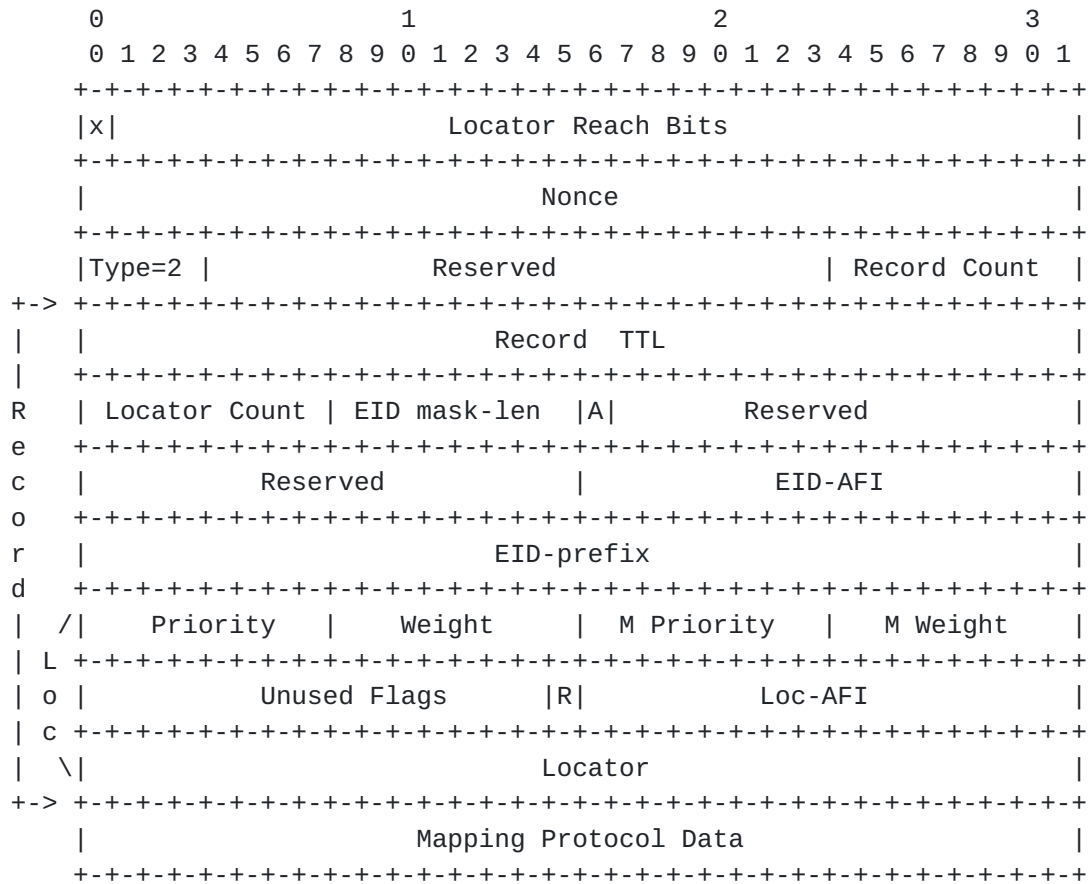 0                   1                   2                   3
        0 1 2 3 4 5 6 7 8 9 0 1 2 3 4 5 6 7 8 9 0 1 2 3 4 5 6 7 8 9 0 1
       +-+-+-+-+-+-+-+-+-+-+-+-+-+-+-+-+-+-+-+-+-+-+-+-+-+-+-+-+-+-+-+-+
       |x|                    Locator Reach Bits                       |
       +-+-+-+-+-+-+-+-+-+-+-+-+-+-+-+-+-+-+-+-+-+-+-+-+-+-+-+-+-+-+-+-+
       |                            Nonce                              |
       +-+-+-+-+-+-+-+-+-+-+-+-+-+-+-+-+-+-+-+-+-+-+-+-+-+-+-+-+-+-+-+-+
       |Type=2 |              Reserved                 | Record Count  |
   +-> +-+-+-+-+-+-+-+-+-+-+-+-+-+-+-+-+-+-+-+-+-+-+-+-+-+-+-+-+-+-+-+-+
   |   |                          Record  TTL                          |
   |   +-+-+-+-+-+-+-+-+-+-+-+-+-+-+-+-+-+-+-+-+-+-+-+-+-+-+-+-+-+-+-+-+
   R   | Locator Count | EID mask-len  |A|        Reserved             |
   e   +-+-+-+-+-+-+-+-+-+-+-+-+-+-+-+-+-+-+-+-+-+-+-+-+-+-+-+-+-+-+-+-+
   c   |           Reserved            |            EID-AFI            |
   o   +-+-+-+-+-+-+-+-+-+-+-+-+-+-+-+-+-+-+-+-+-+-+-+-+-+-+-+-+-+-+-+-+
   r   |                          EID-prefix                           |
   d   +-+-+-+-+-+-+-+-+-+-+-+-+-+-+-+-+-+-+-+-+-+-+-+-+-+-+-+-+-+-+-+-+
   |  /|    Priority   |    Weight     |  M Priority   |   M Weight    |
   | L +-+-+-+-+-+-+-+-+-+-+-+-+-+-+-+-+-+-+-+-+-+-+-+-+-+-+-+-+-+-+-+-+
   | o |           Unused Flags      |R|           Loc-AFI             |
   | c +-+-+-+-+-+-+-+-+-+-+-+-+-+-+-+-+-+-+-+-+-+-+-+-+-+-+-+-+-+-+-+-+
   |  \|                             Locator                           |
   +-> +-+-+-+-+-+-+-+-+-+-+-+-+-+-+-+-+-+-+-+-+-+-+-+-+-+-+-+-+-+-+-+-+
       |                     Mapping Protocol Data                     |
       +-+-+-+-+-+-+-+-+-+-+-+-+-+-+-+-+-+-+-+-+-+-+-+-+-+-+-+-+-+-+-+-+